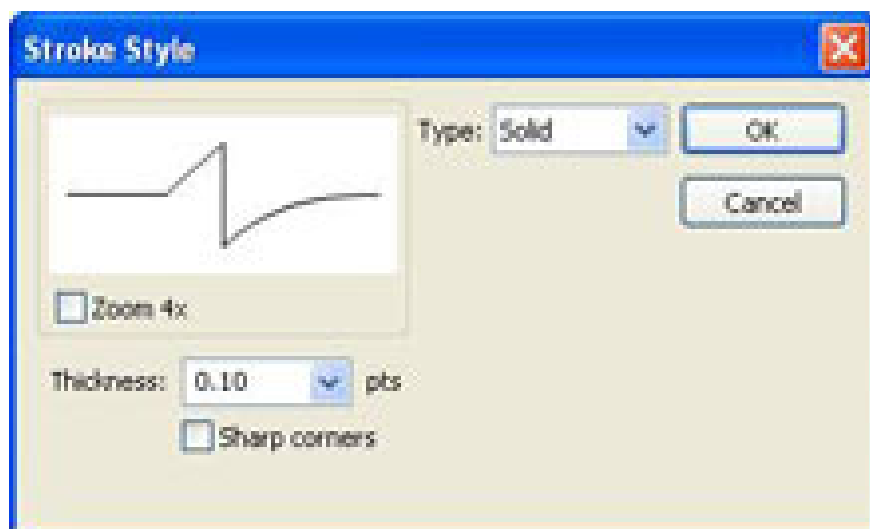 Stroke Style
Type: Solid
OK
Cancel
Zoom 4x
Thickness: 0.10 pts
Sharp corners